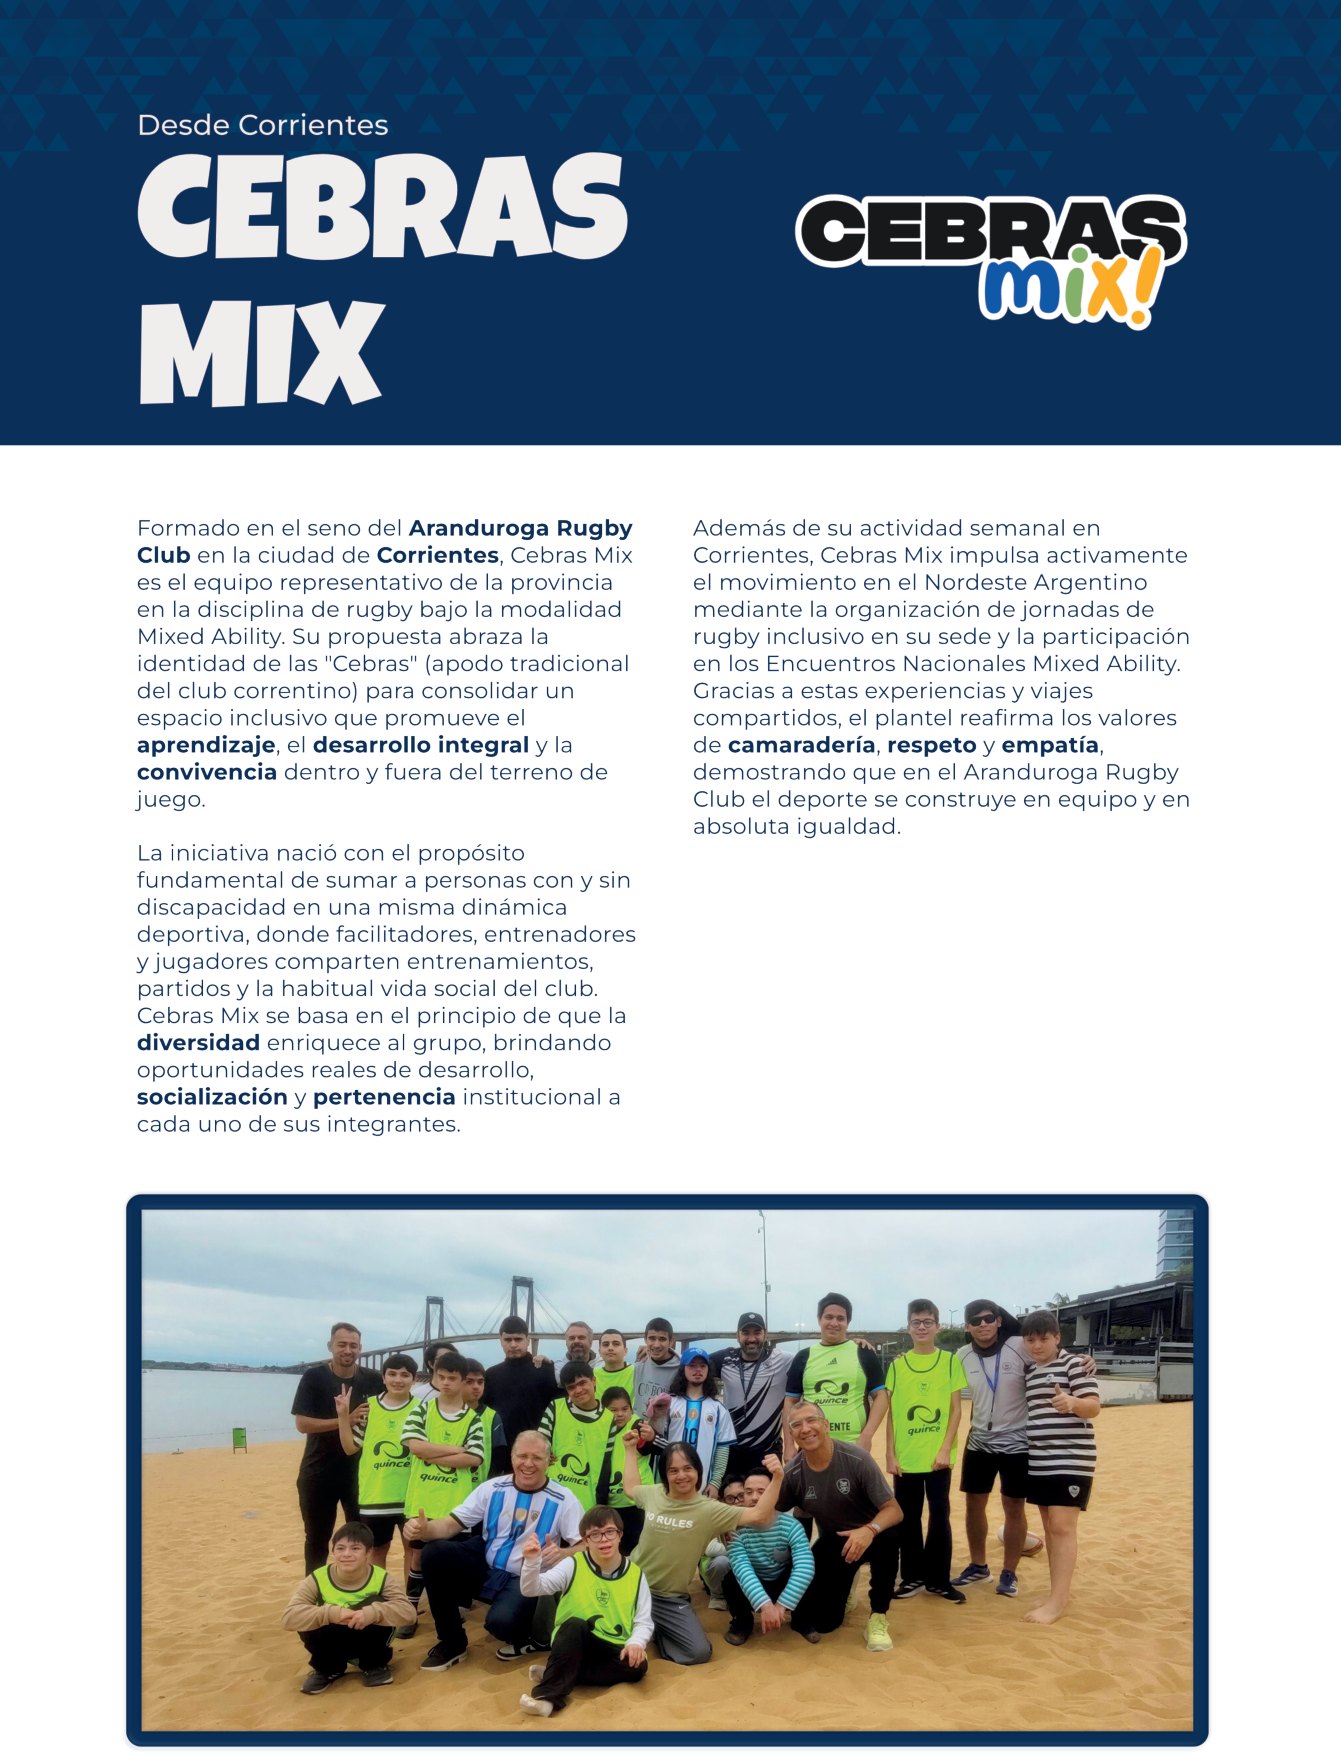 Desde Corrientes
CEBRAS
MIX
CEBRAS
mix!
Formado en el seno del Aranduroga Rugby
Club en la ciudad de Corrientes, Cebras Mix
es el equipo representativo de la provincia
en la disciplina de rugby bajo la modalidad
Mixed Ability. Su propuesta abraza la
identidad de las "Cebras" (apodo tradicional
del club correntino) para consolidar un
espacio inclusivo que promueve el
aprendizaje, el desarrollo integral y la
convivencia dentro y fuera del terreno de
juego.
La iniciativa nació con el propósito
fundamental de sumar a personas con y sin
discapacidad en una misma dinámica
deportiva, donde facilitadores, entrenadores
y jugadores comparten entrenamientos,
partidos y la habitual vida social del club.
Cebras Mix se basa en el principio de que la
diversidad enriquece al grupo, brindando
oportunidades reales de desarrollo,
socialización y pertenencia institucional a
cada uno de sus integrantes.
Además de su actividad semanal en
Corrientes, Cebras Mix impulsa activamente
el movimiento en el Nordeste Argentino
mediante la organización de jornadas de
rugby inclusivo en su sede y la participación
en los Encuentros Nacionales Mixed Ability.
Gracias a estas experiencias y viajes
compartidos, el plantel reafirma los valores
de camaradería, respeto y empatía,
demostrando que en el Aranduroga Rugby
Club el deporte se construye en equipo y en
absoluta igualdad.
quince
quince
quince
quince
quince
RULES